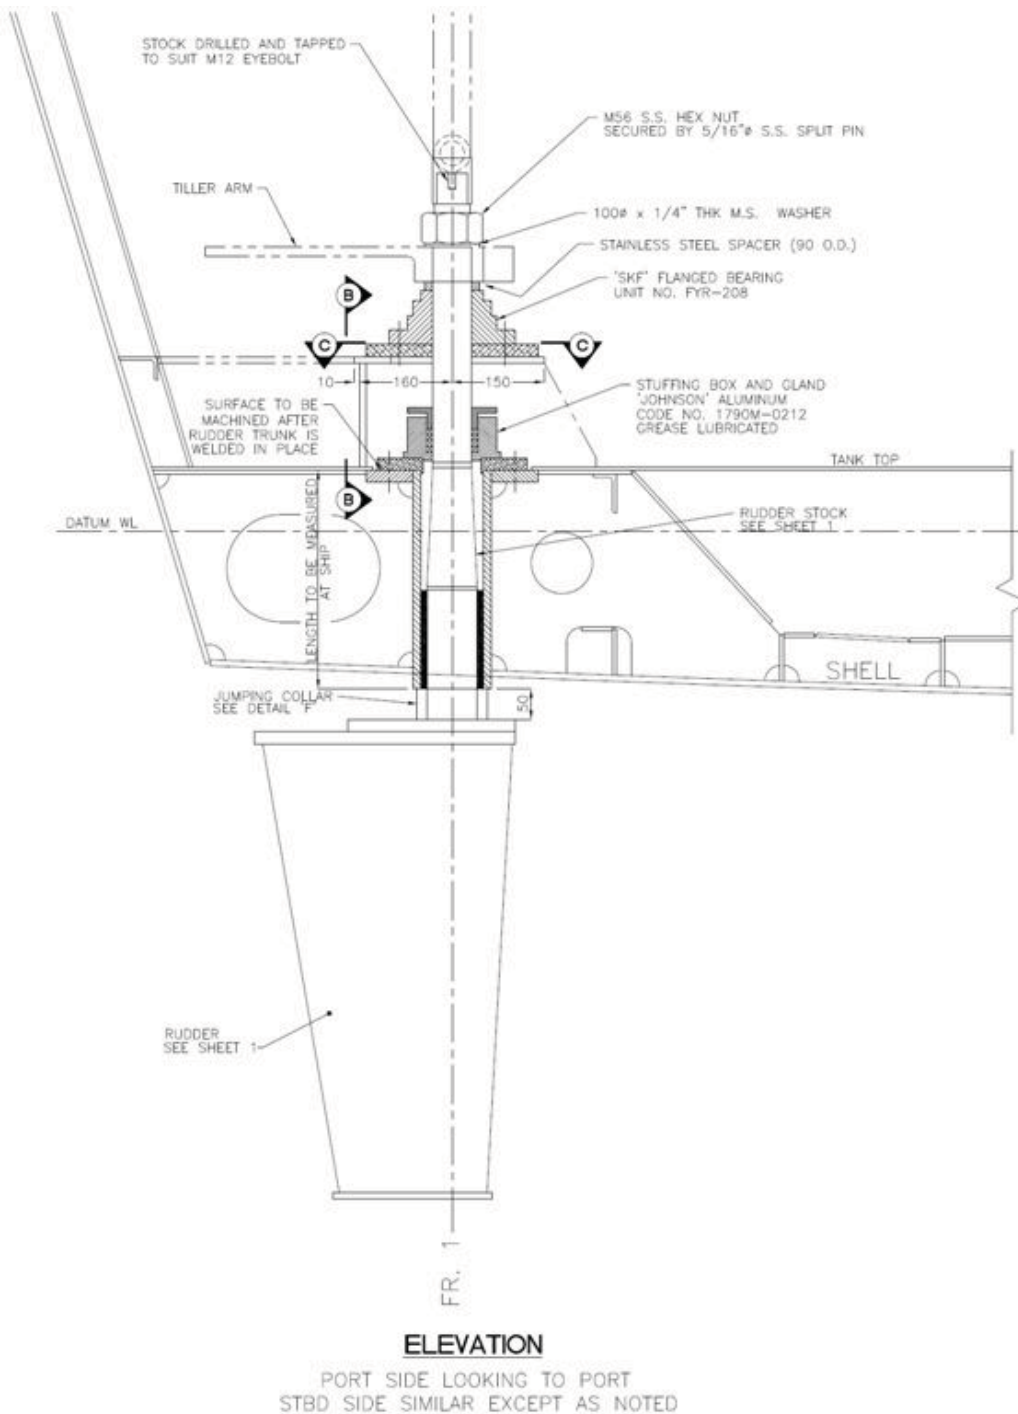 STOCK DRILLED AND TAPPED
TO SUIT M12 EYEBOLT
M56 S.S. HEX NUT
SECURED BY 5/16"ø S.S. SPLIT PIN
TILLER ARM
100ø x 1/4" THK M.S. WASHER
STAINLESS STEEL SPACER (90 O.D.)
'SKF' FLANGED BEARING
UNIT NO. FYR-208
B
C
C
10
160
150
STUFFING BOX AND GLAND
'JOHNSON' ALUMINUM
CODE NO. 1790M-0212
GREASE LUBRICATED
SURFACE TO BE
MACHINED AFTER
RUDDER TRUNK IS
WELDED IN PLACE
TANK TOP
B
DATUM WL
RUDDER STOCK
SEE SHEET 1
LENGTH TO BE MEASURED
AT SHIP
SHELL
JUMPING COLLAR
SEE DETAIL 'F'
50
RUDDER
SEE SHEET 1
FR. 1
ELEVATION
PORT SIDE LOOKING TO PORT
STBD SIDE SIMILAR EXCEPT AS NOTED